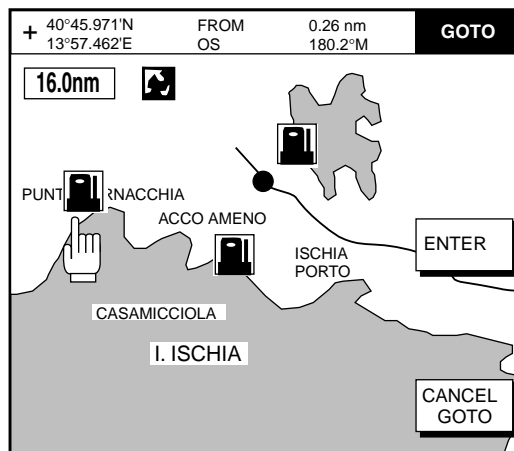 + 40°45.971'N FROM 0.26 nm GOTO
13°57.462'E OS 180.2°M
16.0nm
PUNT RNACCHIA
ACCO AMENO
ENTER
ISCHIA
PORTO
CASAMICCIOLA
I. ISCHIA
CANCEL
GOTO